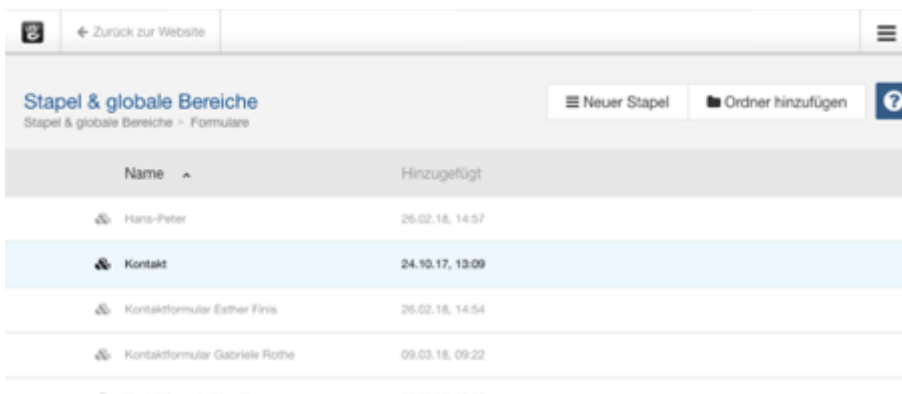 Zurück zur Website
Stapel & globale Bereiche
Neuer Stapel
Ordner hinzufügen
?
Stapel & globale Bereiche > Formulare
Name
Hinzugefügt
Hans-Peter
26.02.18, 14:57
Kontakt
24.10.17, 13:09
Kontaktformular Esther Finis
26.02.18, 14:54
Kontaktformular Gabriele Rothe
09.03.18, 09:22